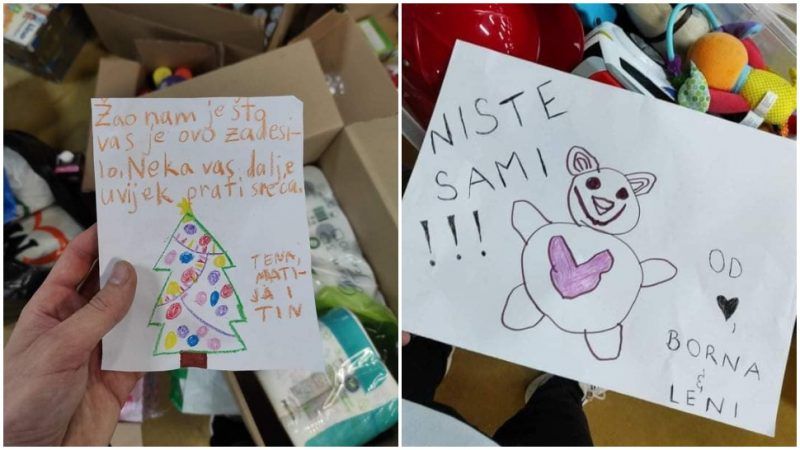 Žao nam je što
vas je ovo zadesi-
lo. Neka vas dalje
uvijek prati sreća.
TENA,
MATI-
JA I
TIN
NISTE
SAMI
!!!
OD
♥,
BORNA
&
LENI